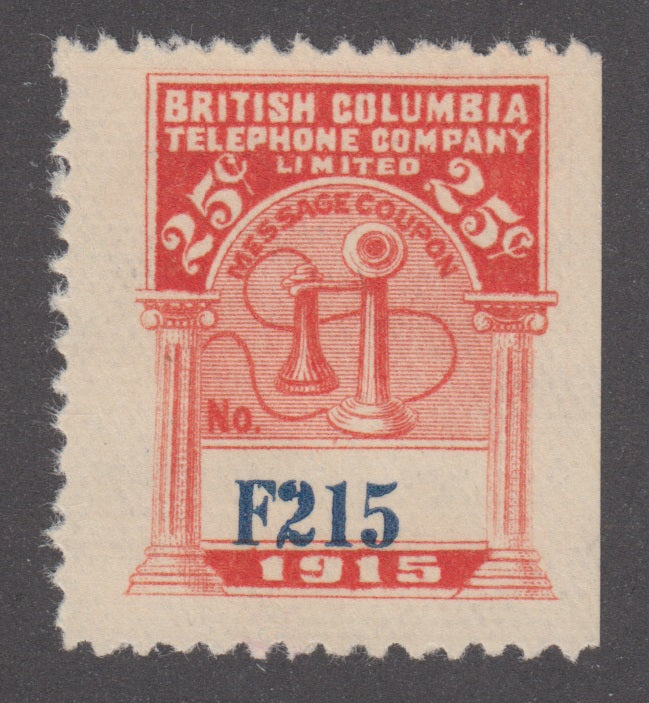 BRITISH COLUMBIA
TELEPHONE COMPANY
LIMITED
25¢ 25¢
MESSAGE COUPON
No.
F215
1915